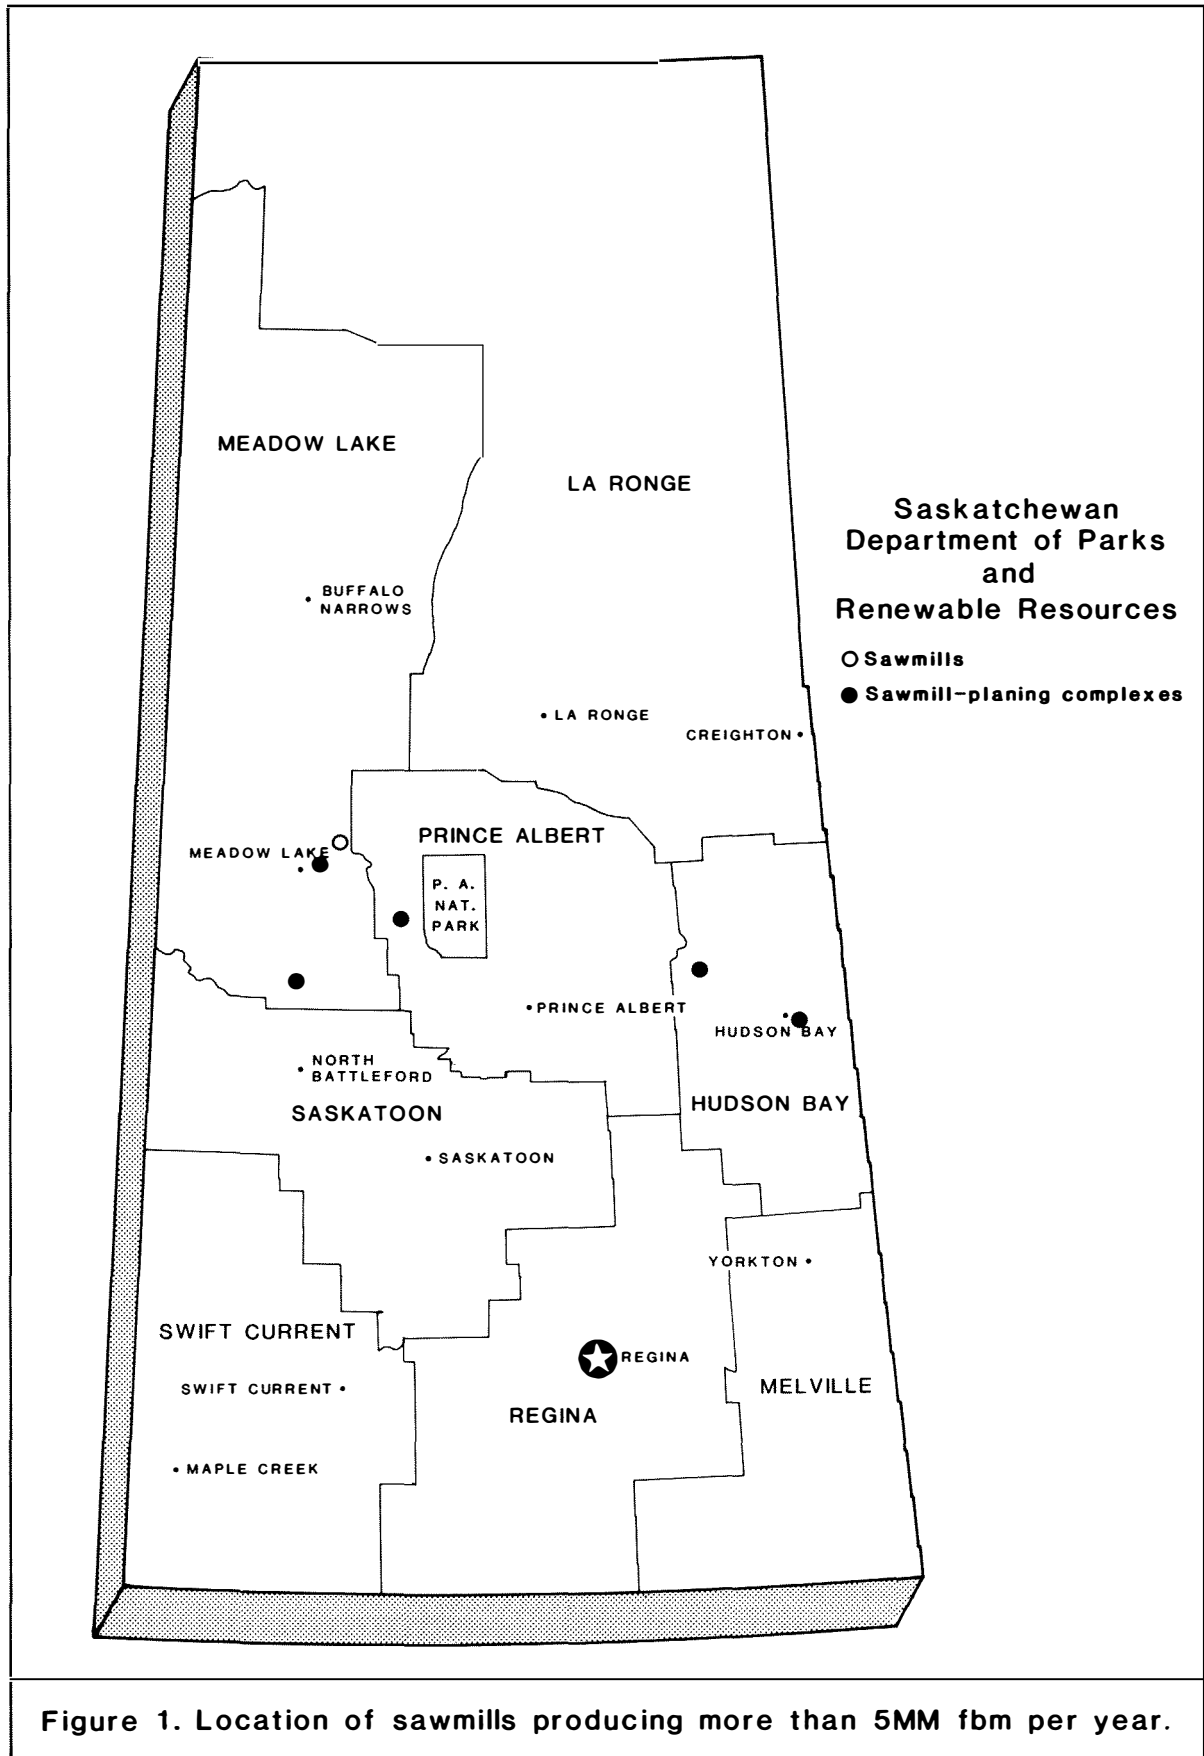 MEADOW LAKE
LA RONGE
Saskatchewan
Department of Parks
and
Renewable Resources
Sawmills
Sawmill-planing complexes
BUFFALO
NARROWS
LA RONGE
CREIGHTON
PRINCE ALBERT
MEADOW LAKE
P. A.
NAT.
PARK
PRINCE ALBERT
HUDSON BAY
NORTH
BATTLEFORD
HUDSON BAY
SASKATOON
SASKATOON
YORKTON
SWIFT CURRENT
REGINA
SWIFT CURRENT
MELVILLE
REGINA
MAPLE CREEK
Figure 1. Location of sawmills producing more than 5MM fbm per year.